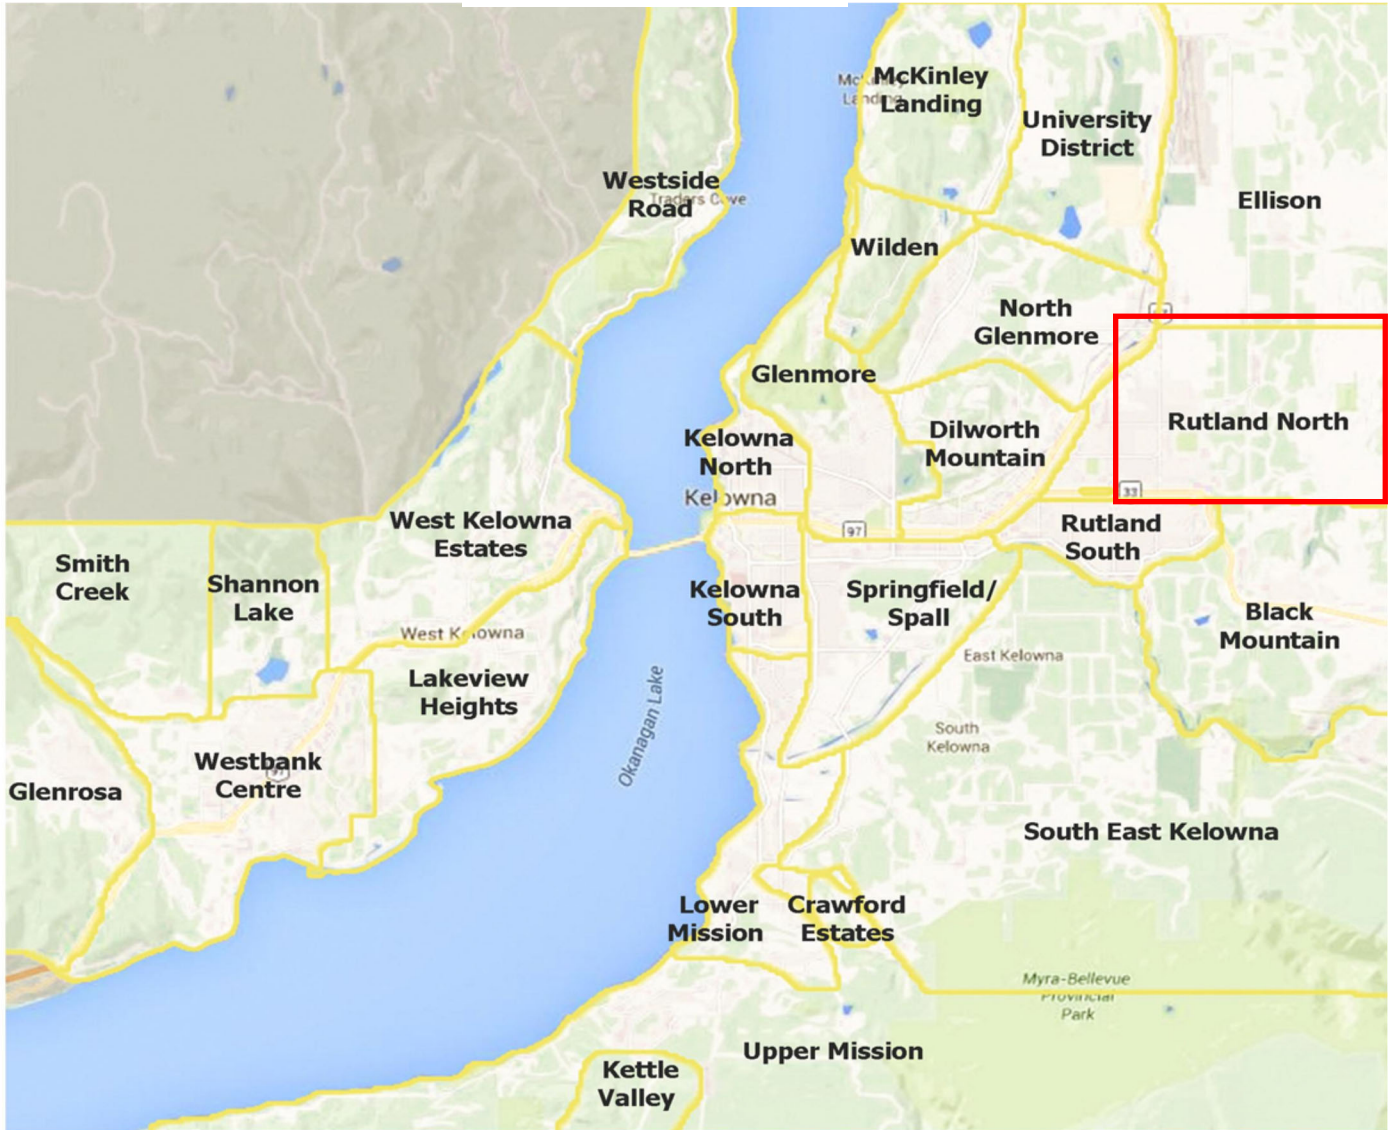 McKinley
Landing
McKinley
Landing
University
District
Westside
Road
Traders Cove
Ellison
Wilden
North
Glenmore
Glenmore
Rutland North
Kelowna
North
Dilworth
Mountain
Kelowna
33
97
West Kelowna
Estates
Rutland
South
Smith
Creek
Shannon
Lake
Kelowna
South
Springfield/
Spall
Black
Mountain
West Kelowna
East Kelowna
Lakeview
Heights
Okanagan Lake
South
Kelowna
Westbank
Centre
97
Glenrosa
South East Kelowna
Lower
Mission
Crawford
Estates
Myra-Bellevue
Provincial
Park
Upper Mission
Kettle
Valley